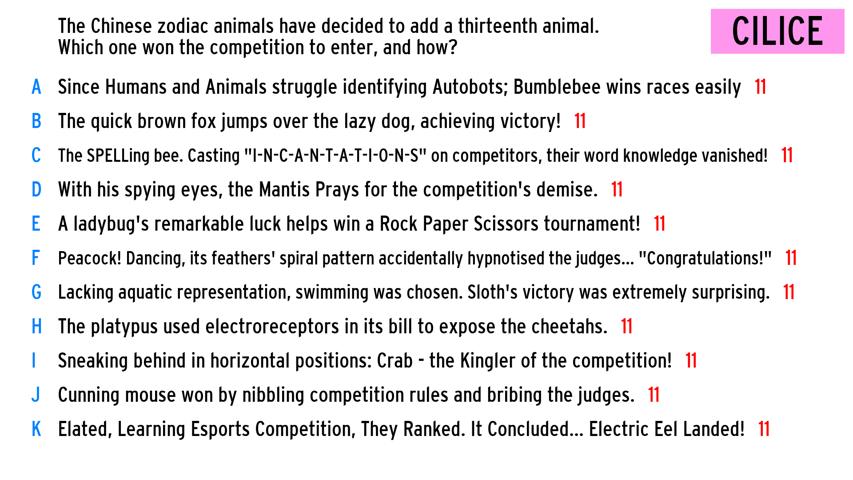 The Chinese zodiac animals have decided to add a thirteenth animal.
Which one won the competition to enter, and how?
CILICE
A Since Humans and Animals struggle identifying Autobots; Bumblebee wins races easily 11
B The quick brown fox jumps over the lazy dog, achieving victory! 11
C The SPELLing bee. Casting "I-N-C-A-N-T-A-T-I-O-N-S" on competitors, their word knowledge vanished! 11
D With his spying eyes, the Mantis Prays for the competition's demise. 11
E A ladybug's remarkable luck helps win a Rock Paper Scissors tournament! 11
F Peacock! Dancing, its feathers' spiral pattern accidentally hypnotised the judges... "Congratulations!" 11
G Lacking aquatic representation, swimming was chosen. Sloth's victory was extremely surprising. 11
H The platypus used electroreceptors in its bill to expose the cheetahs. 11
I Sneaking behind in horizontal positions: Crab - the Kingler of the competition! 11
J Cunning mouse won by nibbling competition rules and bribing the judges. 11
K Elated, Learning Esports Competition, They Ranked. It Concluded... Electric Eel Landed! 11